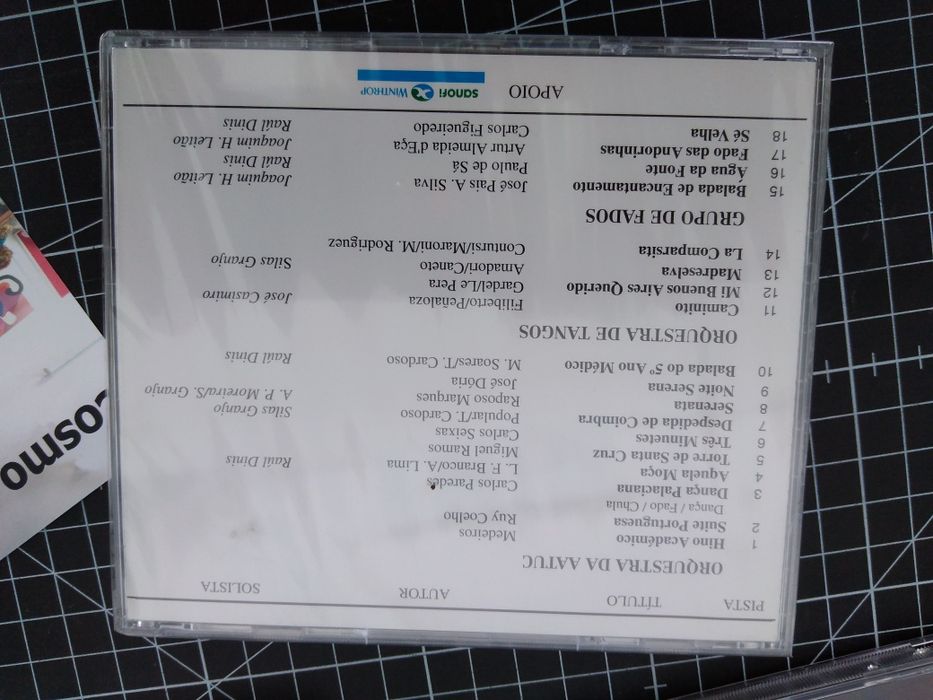 PISTA TÍTULO AUTOR SOLISTA
ORQUESTRA DA AATUC
1 Hino Académico Medeiros
2 Suite Portuguesa Ruy Coelho
Dança / Fado / Chula
3 Dança Palaciana Carlos Paredes
4 Aquela Moça L. F. Branco/A. Lima Raúl Dinis
5 Torre de Santa Cruz Miguel Ramos
6 Três Minuetes Carlos Seixas
7 Despedida de Coimbra Popular/T. Cardoso Silas Granjo
8 Serenata Raposo Marques A. P. Moreira/S. Granjo
9 Noite Serena José Dória
10 Balada do 5º Ano Médico M. Soares/T. Cardoso Raúl Dinis
ORQUESTRA DE TANGOS
11 Caminito Filiberto/Peñaloza José Casimiro
12 Mi Buenos Aires Querido Gardel/Le Pera
13 Madreselva Amadori/Caneto Silas Granjo
14 La Comparsita Contursi/Maroni/M. Rodriguez
GRUPO DE FADOS
15 Balada de Encantamento José Pais A. Silva Joaquim H. Leitão
16 Água da Fonte Paulo de Sá Raúl Dinis
17 Fado das Andorinhas Artur Almeida d'Eça Joaquim H. Leitão
18 Sé Velha Carlos Figueiredo Raúl Dinis
APOIO sanofi WINTHROP
osmo